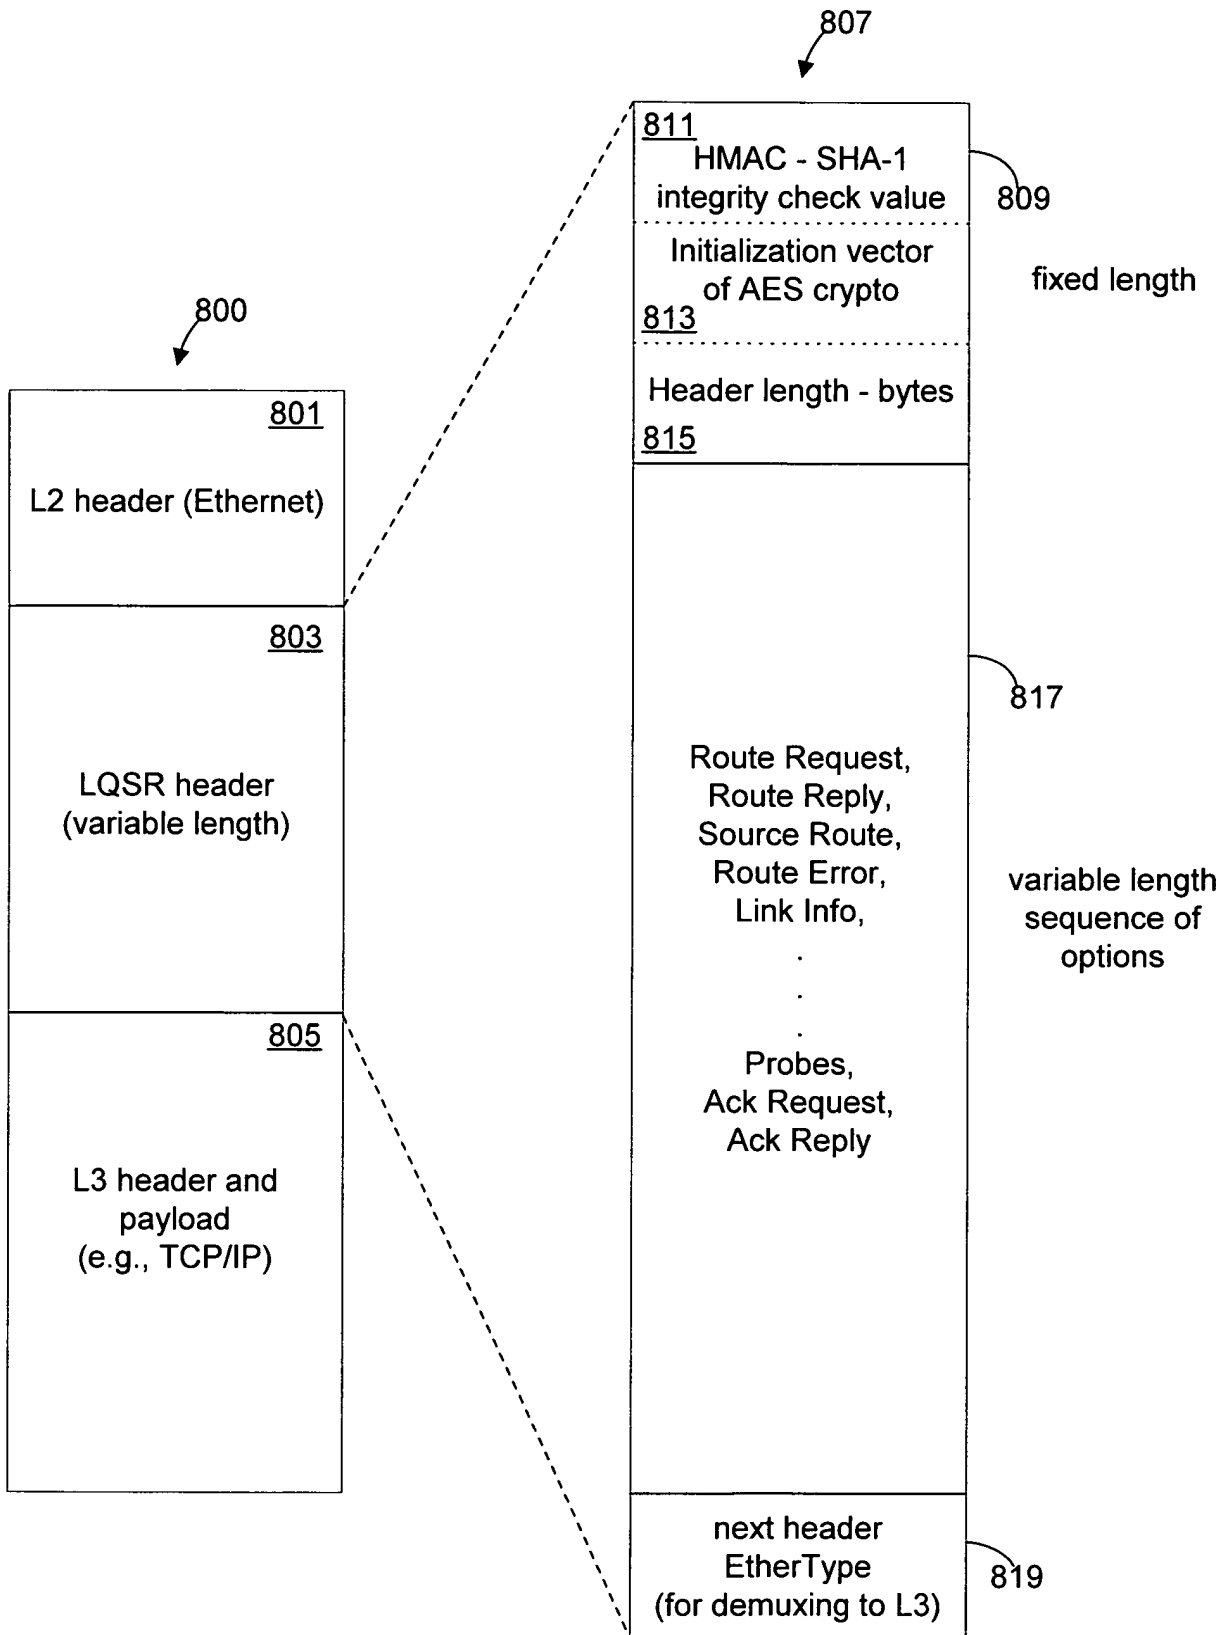 807
811
HMAC - SHA-1
integrity check value
809
Initialization vector
of AES crypto
813
fixed length
Header length - bytes
815
800
801
L2 header (Ethernet)
803
LQSR header
(variable length)
805
L3 header and
payload
(e.g., TCP/IP)
817
Route Request,
Route Reply,
Source Route,
Route Error,
Link Info,
.
.
.
Probes,
Ack Request,
Ack Reply
variable length
sequence of
options
next header
EtherType
(for demuxing to L3)
819